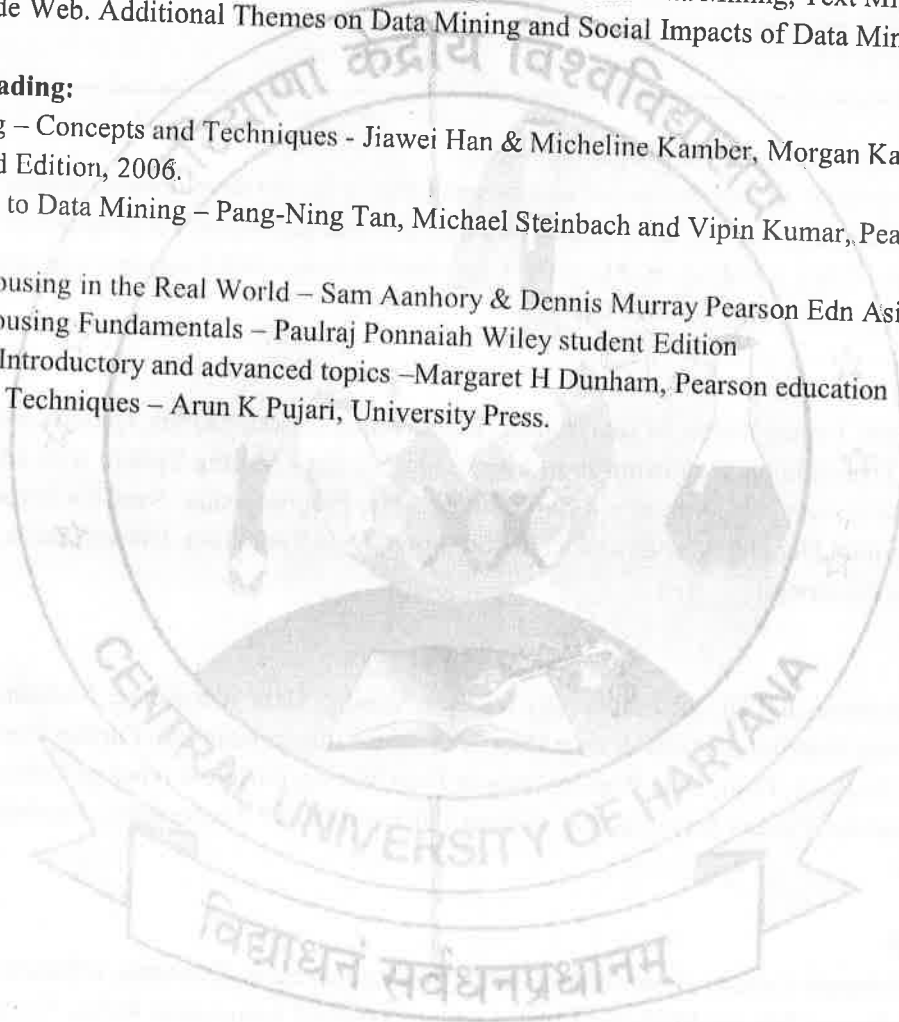 de Web. Additional Themes on Data Mining and Social Impacts of Data Min
ading:
g – Concepts and Techniques - Jiawei Han & Micheline Kamber, Morgan Ka
d Edition, 2006.
to Data Mining – Pang-Ning Tan, Michael Steinbach and Vipin Kumar, Pea
ousing in the Real World – Sam Aanhory & Dennis Murray Pearson Edn Asi
ousing Fundamentals – Paulraj Ponnaiah Wiley student Edition
Introductory and advanced topics –Margaret H Dunham, Pearson education
Techniques – Arun K Pujari, University Press.
हरियाणा केंद्रीय विश्वविद्यालय
CENTRAL UNIVERSITY OF HARYANA
विद्याधनं सर्वधनप्रधानम्